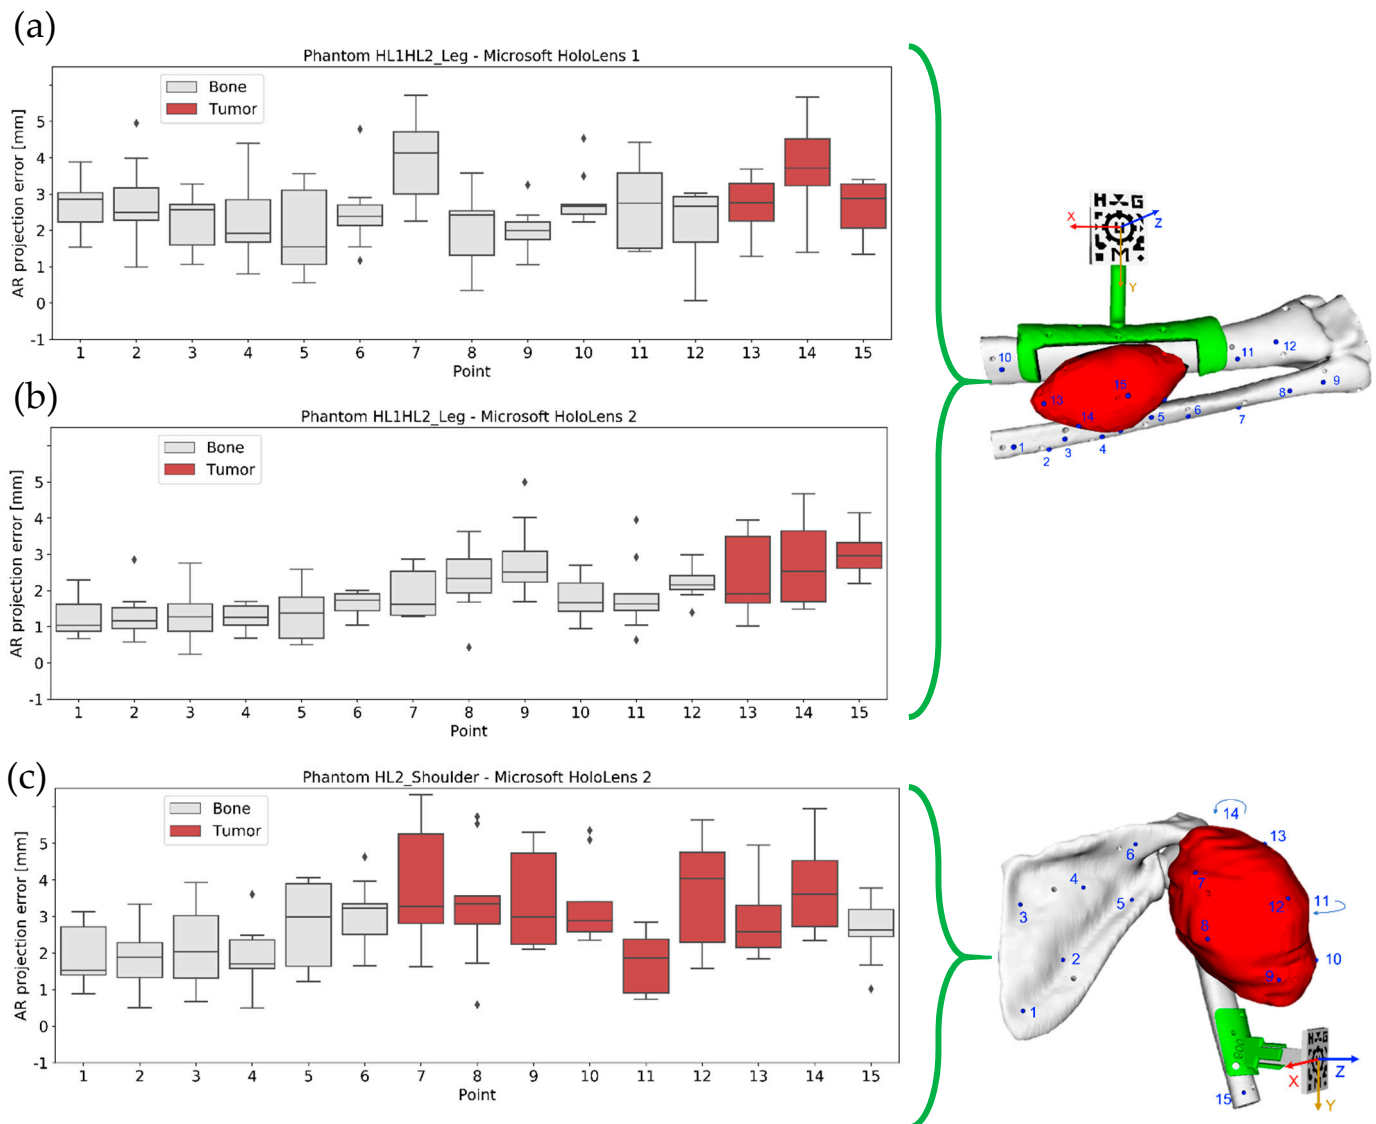 (a)
Phantom HL1HL2_Leg - Microsoft HoloLens 1
Bone
Tumor
AR projection error [mm]
5
4
3
2
1
0
-1
1 2 3 4 5 6 7 8 9 10 11 12 13 14 15
Point
H G
X
Z
M
Y
10
11
12
13
15
14
1
2
3
4
5
6
7
8
9
(b)
Phantom HL1HL2_Leg - Microsoft HoloLens 2
Bone
Tumor
AR projection error [mm]
5
4
3
2
1
0
-1
1 2 3 4 5 6 7 8 9 10 11 12 13 14 15
Point
(c)
Phantom HL2_Shoulder - Microsoft HoloLens 2
Bone
Tumor
AR projection error [mm]
5
4
3
2
1
0
-1
1 2 3 4 5 6 7 8 9 10 11 12 13 14 15
Point
14
13
6
7
4
5
3
12
11
8
2
10
9
1
008
H G
X
Z
Y
15